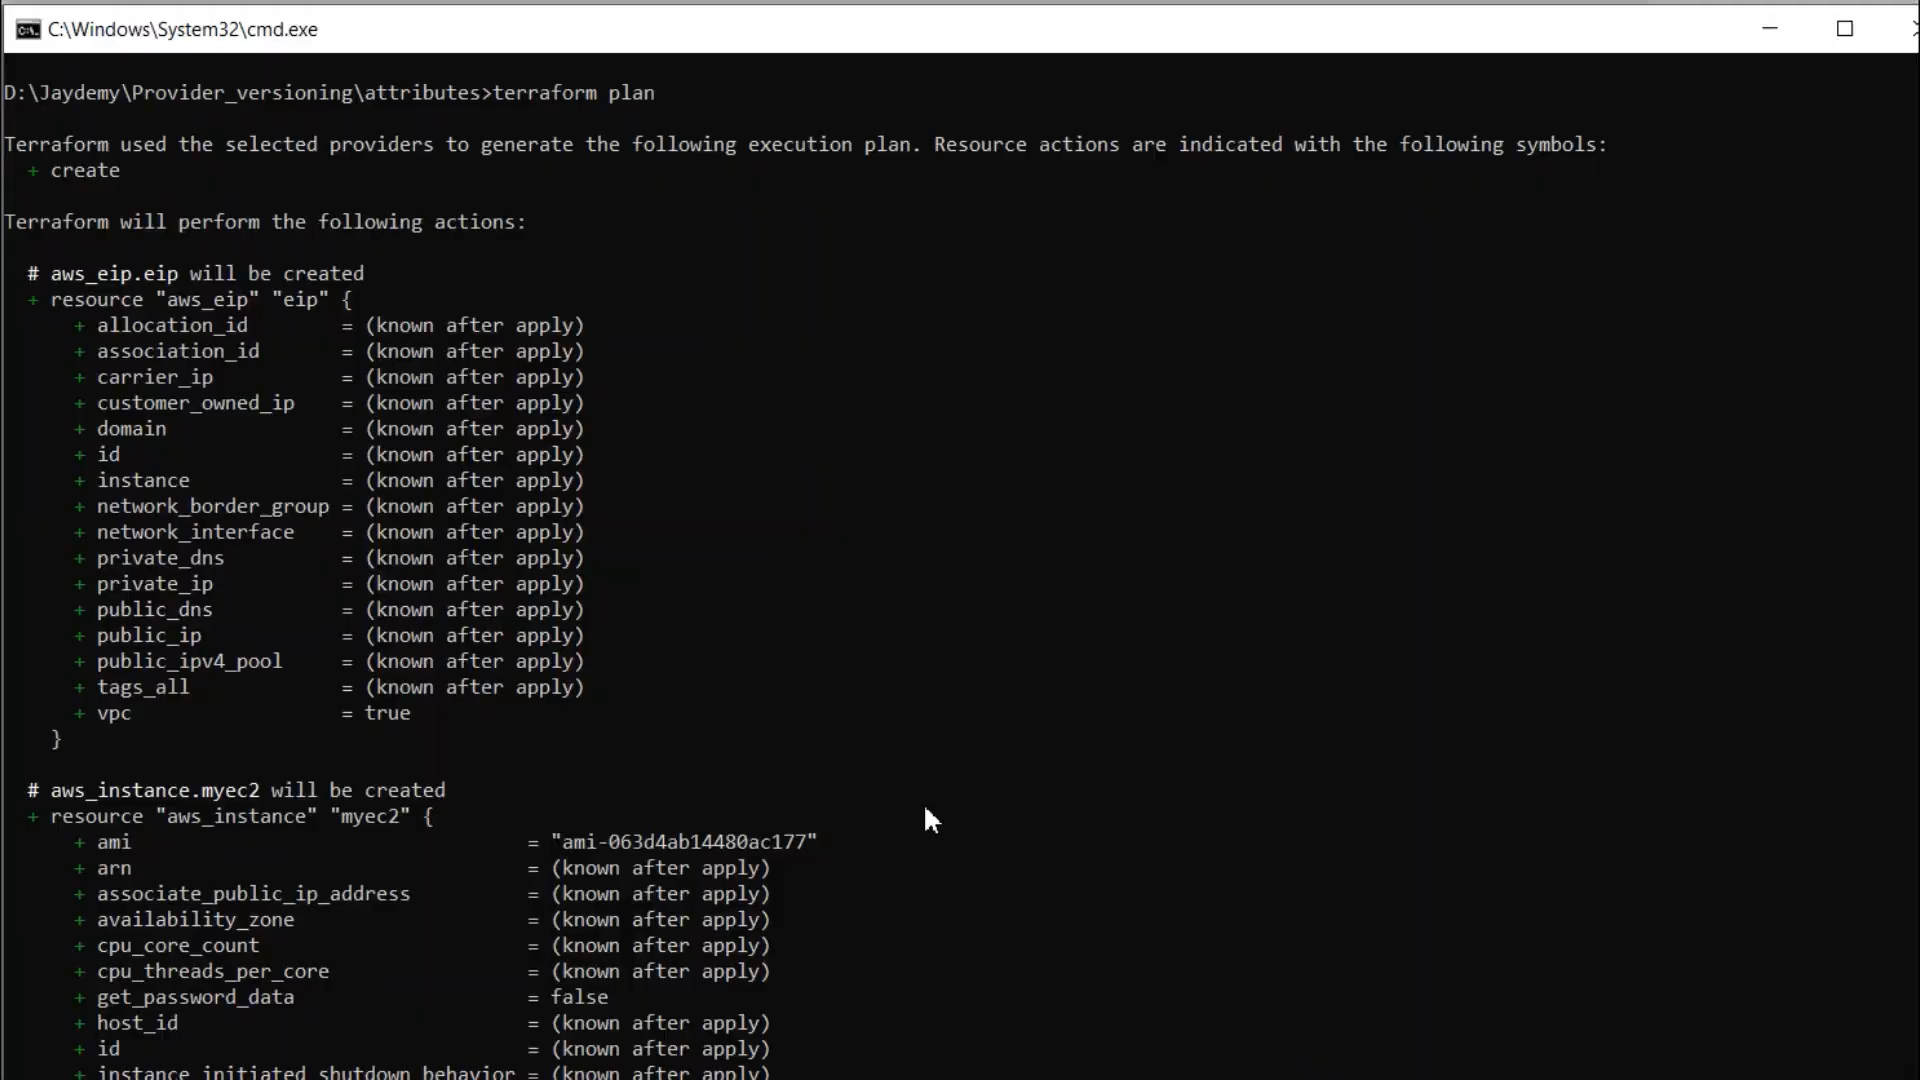 C:\Windows\System32\cmd.exe
D:\Jaydemy\Provider_versioning\attributes>terraform plan
Terraform used the selected providers to generate the following execution plan. Resource actions are indicated with the following symbols:
+ create
Terraform will perform the following actions:
# aws_eip.eip will be created
+ resource "aws_eip" "eip" {
+ allocation_id = (known after apply)
+ association_id = (known after apply)
+ carrier_ip = (known after apply)
+ customer_owned_ip = (known after apply)
+ domain = (known after apply)
+ id = (known after apply)
+ instance = (known after apply)
+ network_border_group = (known after apply)
+ network_interface = (known after apply)
+ private_dns = (known after apply)
+ private_ip = (known after apply)
+ public_dns = (known after apply)
+ public_ip = (known after apply)
+ public_ipv4_pool = (known after apply)
+ tags_all = (known after apply)
+ vpc = true
}
# aws_instance.myec2 will be created
+ resource "aws_instance" "myec2" {
+ ami = "ami-063d4ab14480ac177"
+ arn = (known after apply)
+ associate_public_ip_address = (known after apply)
+ availability_zone = (known after apply)
+ cpu_core_count = (known after apply)
+ cpu_threads_per_core = (known after apply)
+ get_password_data = false
+ host_id = (known after apply)
+ id = (known after apply)
+ instance_initiated_shutdown_behavior = (known after apply)